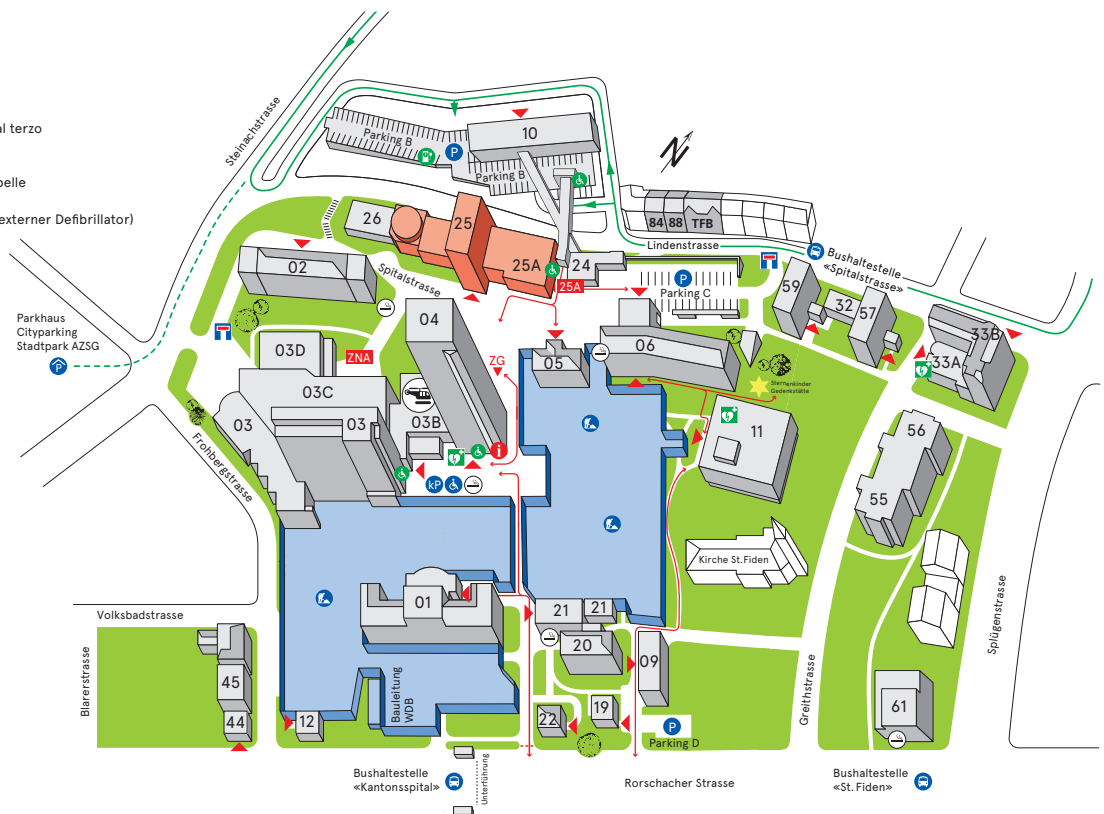 al terzo
pelle
externer Defibrillator)
Steinachstrasse
Parking B
P
10
Parking B
N
84 88 TFB
Lindenstrasse
Bushaltestelle
«Spitalstrasse»
26
25
25A
24
25A
P
Parking C
02
Spitalstrasse
59
32
57
33B
33A
Parkhaus
Cityparking
Stadtpark AZSG
P
04
03D
ZNA
ZG
05
06
Sternenkinder
Gedenkstätte
03C
03
03
03B
i
kP
11
56
55
Frohbergstrasse
Kirche St.Fiden
01
21
21
20
09
Volksbadstrasse
Blarerstrasse
45
44
12
Bauleitung
WDB
22
19
P
Parking D
61
Greithstrasse
Splügenstrasse
Unterführung
Bushaltestelle
«Kantonsspital»
Rorschacher Strasse
Bushaltestelle
«St. Fiden»